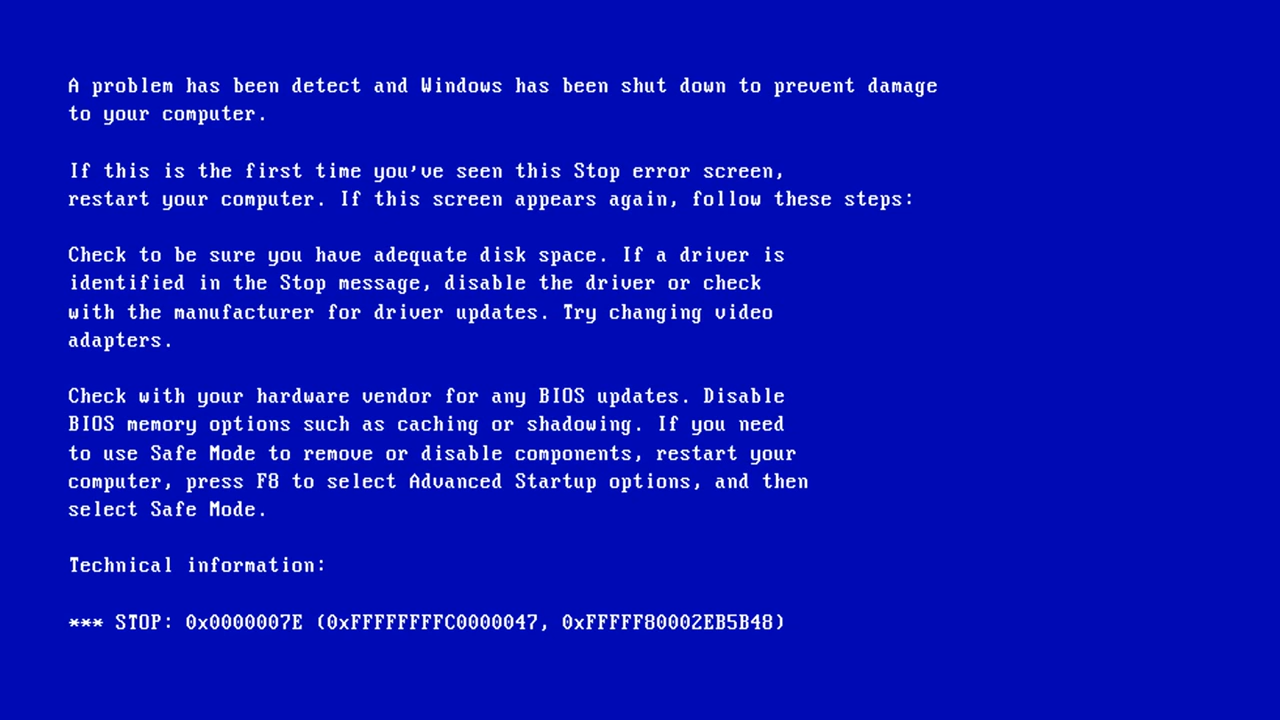 A problem has been detect and Windows has been shut down to prevent damage
to your computer.
If this is the first time you've seen this Stop error screen,
restart your computer. If this screen appears again, follow these steps:
Check to be sure you have adequate disk space. If a driver is
identified in the Stop message, disable the driver or check
with the manufacturer for driver updates. Try changing video
adapters.
Check with your hardware vendor for any BIOS updates. Disable
BIOS memory options such as caching or shadowing. If you need
to use Safe Mode to remove or disable components, restart your
computer, press F8 to select Advanced Startup options, and then
select Safe Mode.
Technical information:
*** STOP: 0x0000007E (0xFFFFFFFFC0000047, 0xFFFFF80002EB5B48)